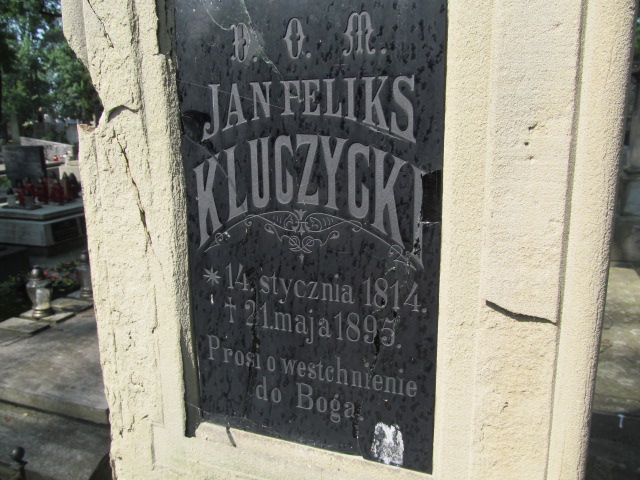 D. O. M.
JAN FELIKS
KLUCZYCKI
* 14. stycznia 1814.
† 21. maja 1895.
Prosi o westchnienie
do Boga.